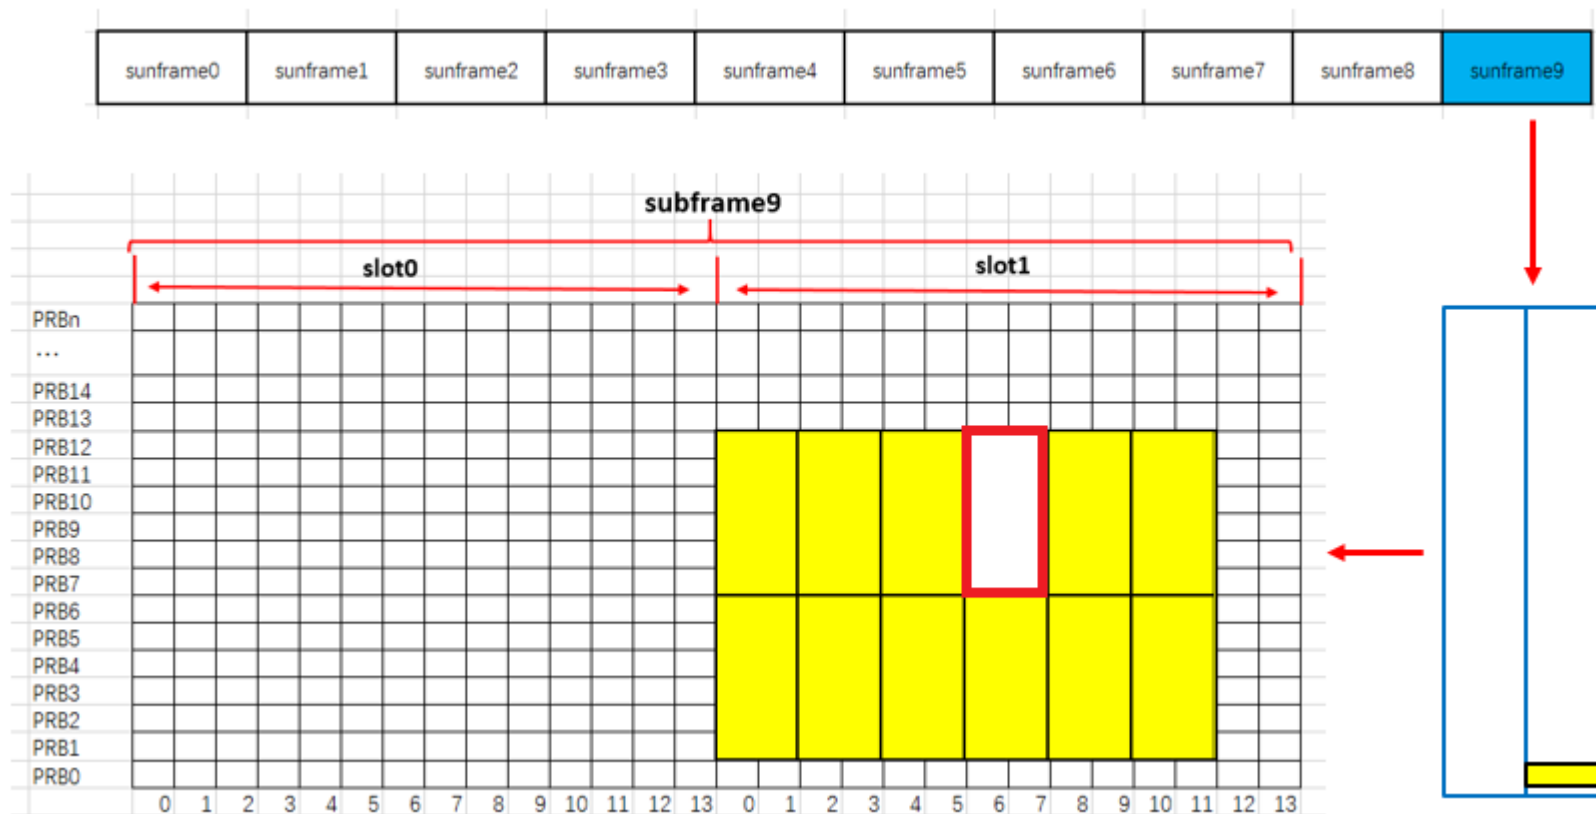 sunframe0 sunframe1 sunframe2 sunframe3 sunframe4 sunframe5 sunframe6 sunframe7 sunframe8 sunframe9
subframe9
slot0 slot1
PRBn
...
PRB14
PRB13
PRB12
PRB11
PRB10
PRB9
PRB8
PRB7
PRB6
PRB5
PRB4
PRB3
PRB2
PRB1
PRB0
0 1 2 3 4 5 6 7 8 9 10 11 12 13 0 1 2 3 4 5 6 7 8 9 10 11 12 13